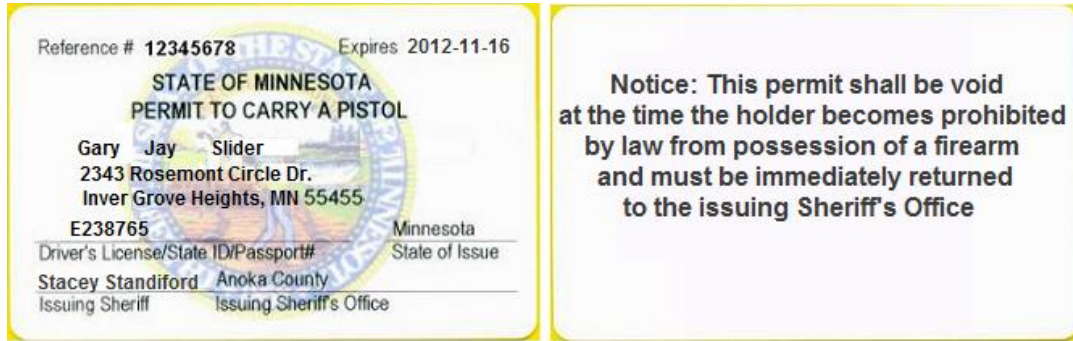 Reference # 12345678 Expires 2012-11-16
STATE OF MINNESOTA
PERMIT TO CARRY A PISTOL
Gary Jay Slider
2343 Rosemont Circle Dr.
Inver Grove Heights, MN 55455
E238765 Minnesota
Driver's License/State ID/Passport# State of Issue
Stacey Standiford Anoka County
Issuing Sheriff Issuing Sheriff's Office
Notice: This permit shall be void
at the time the holder becomes prohibited
by law from possession of a firearm
and must be immediately returned
to the issuing Sheriff's Office